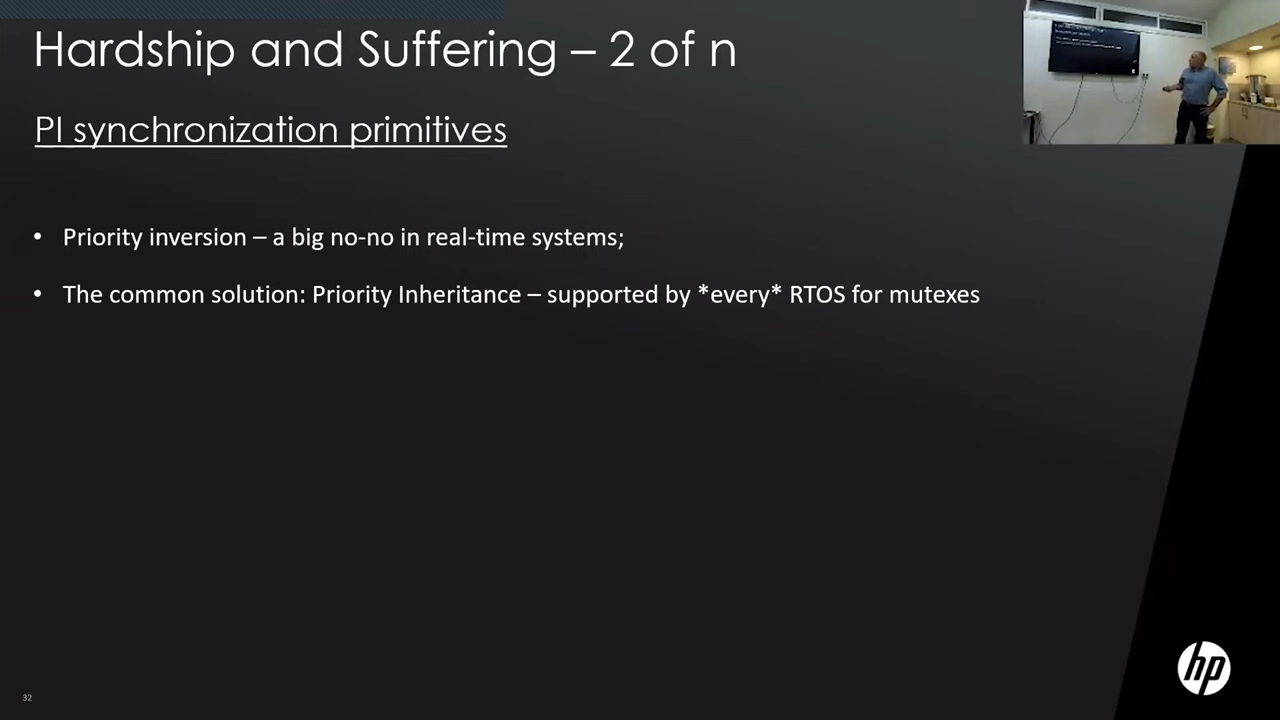 Hardship and Suffering – 2 of n
PI synchronization primitives
• Priority inversion – a big no-no in real-time systems;
• The common solution: Priority Inheritance – supported by *every* RTOS for mutexes
32
hp